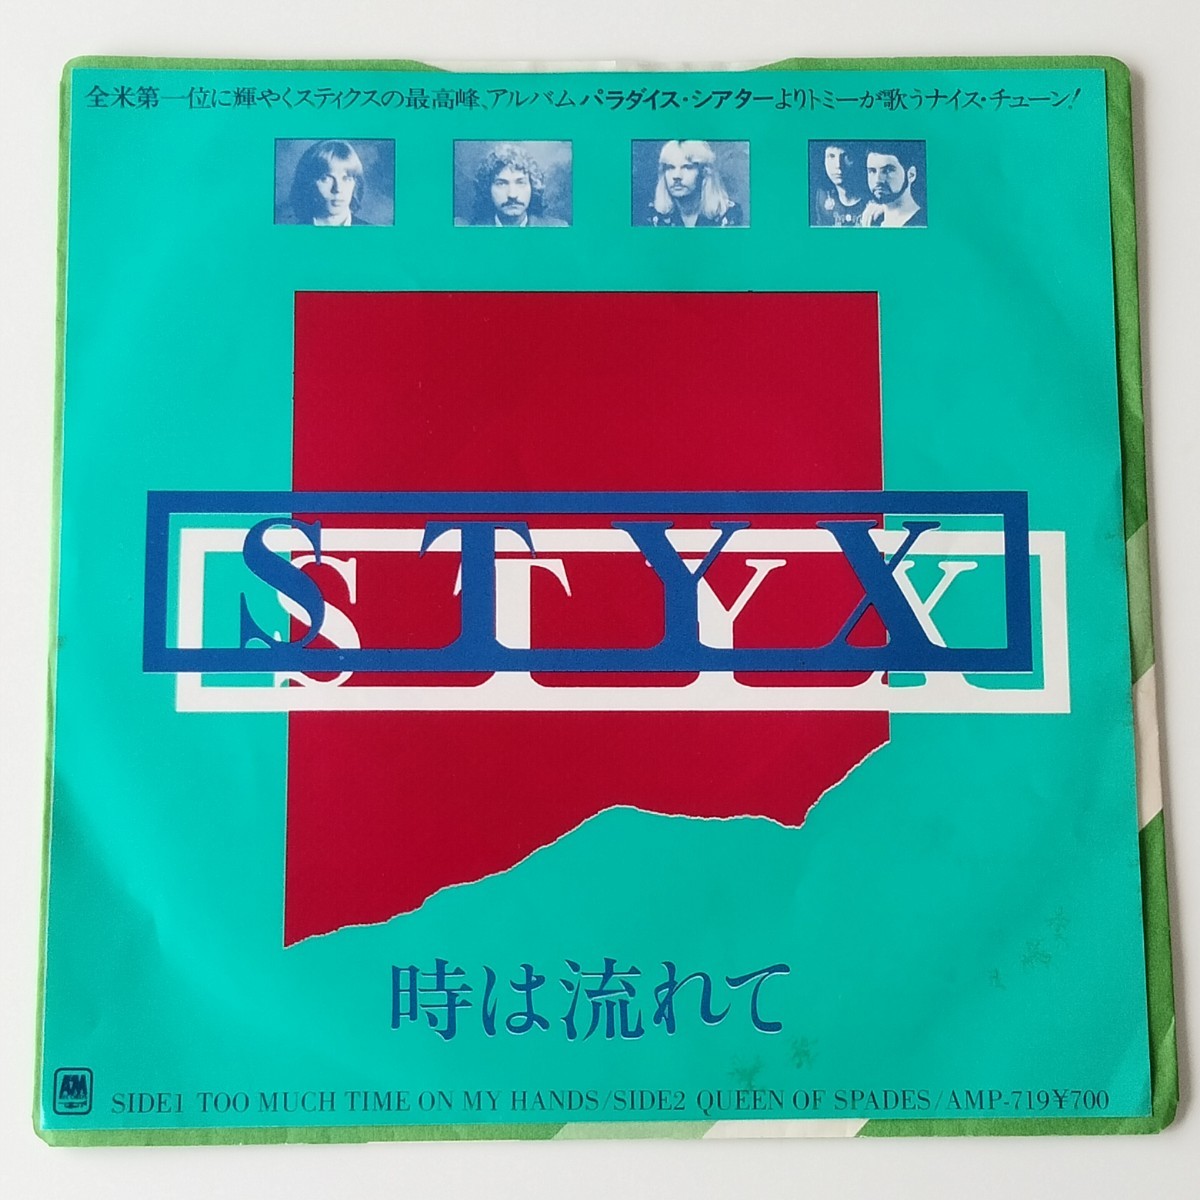 全米第一位に輝やくスティクスの最高峰、アルバムパラダイス・シアターよりトミーが歌うナイス・チューン!
STYX
STYX
時は流れて
A&M
SIDE1 TOO MUCH TIME ON MY HANDS/SIDE2 QUEEN OF SPADES/AMP-719¥700